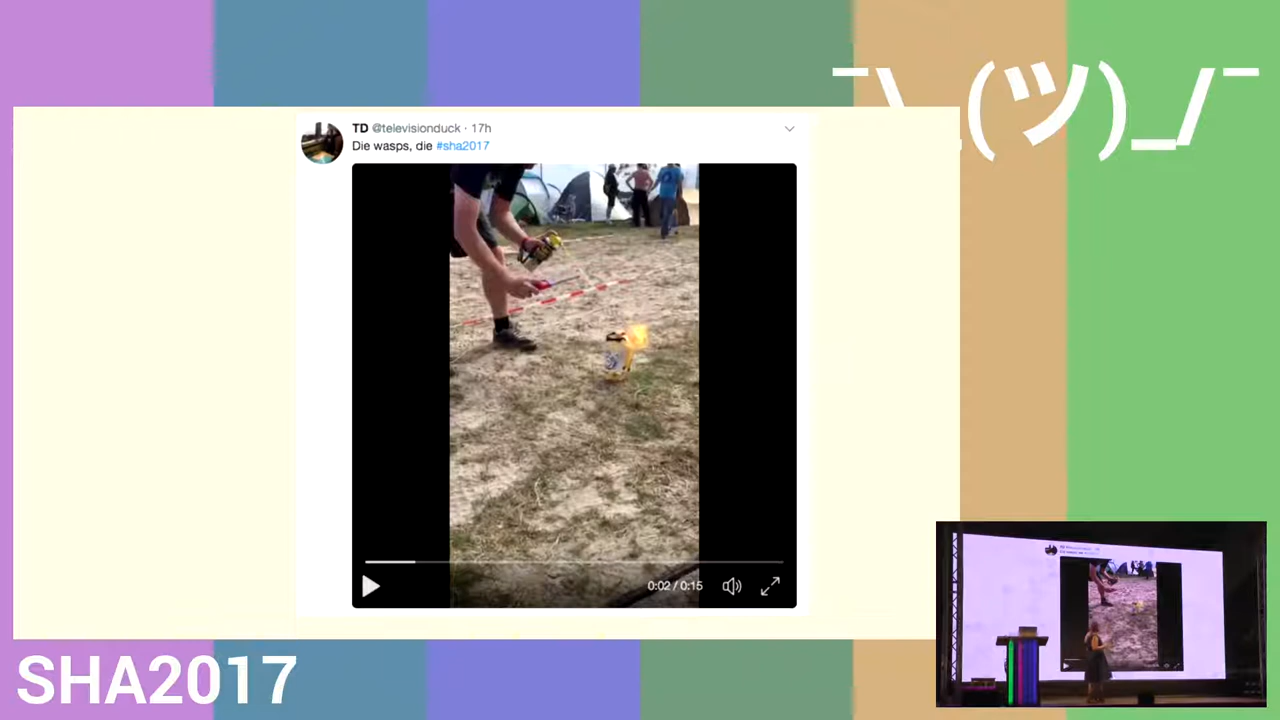 ¯\_(ツ)_/¯
TD @televisionduck · 17h
Die wasps, die #sha2017
0:02 / 0:15
SHA2017